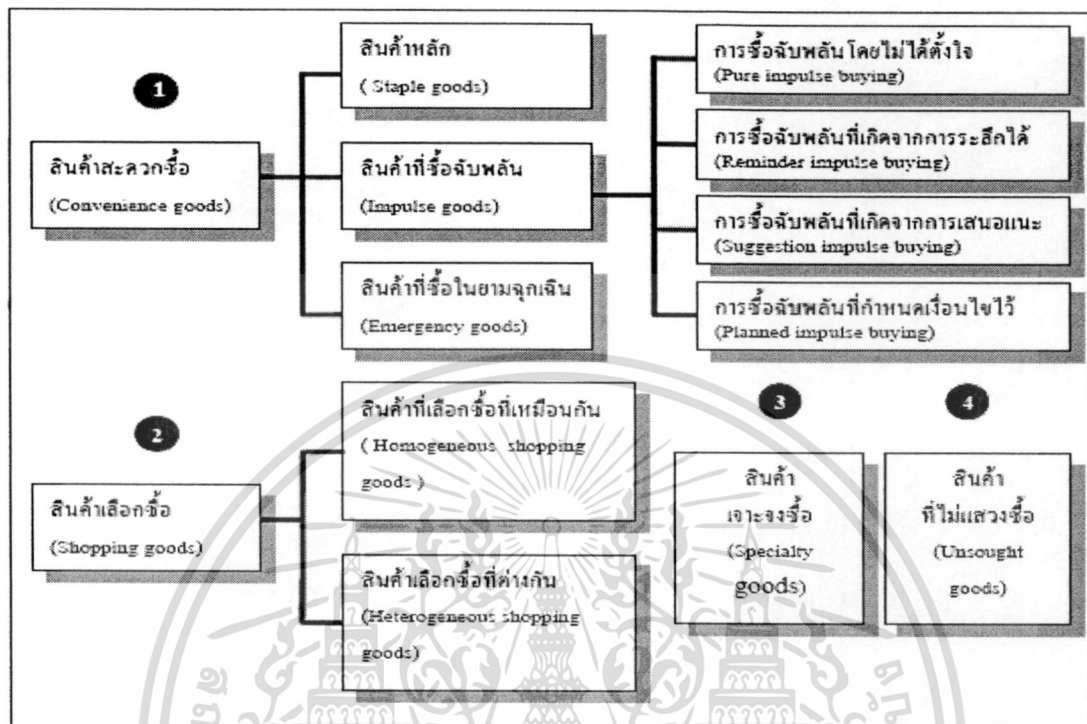 1
สินค้าสะดวกซื้อ
(Convenience goods)
สินค้าหลัก
( Staple goods)
สินค้าที่ซื้อฉับพลัน
(Impulse goods)
สินค้าที่ซื้อในยามฉุกเฉิน
(Emergency goods)
การซื้อฉับพลันโดยไม่ได้ตั้งใจ
(Pure impulse buying)
การซื้อฉับพลันที่เกิดจากการระลึกได้
(Reminder impulse buying)
การซื้อฉับพลันที่เกิดจากการเสนอแนะ
(Suggestion impulse buying)
การซื้อฉับพลันที่กำหนดเงื่อนไขไว้
(Planned impulse buying)
2
สินค้าเลือกซื้อ
(Shopping goods)
สินค้าที่เลือกซื้อที่เหมือนกัน
( Homogeneous shopping
goods )
สินค้าเลือกซื้อที่ต่างกัน
(Heterogeneous shopping
goods)
3
สินค้า
เจาะจงซื้อ
(Specialty
goods)
4
สินค้า
ที่ไม่แสวงซื้อ
(Unsought
goods)